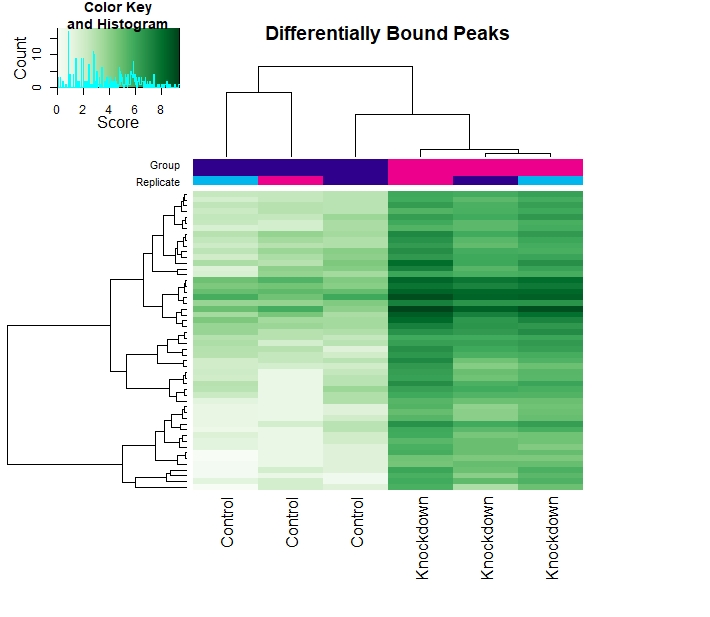 Color Key
and Histogram
Count
0
10
0
2
4
6
8
Score
Differentially Bound Peaks
Group
Replicate
Control
Control
Control
Knockdown
Knockdown
Knockdown